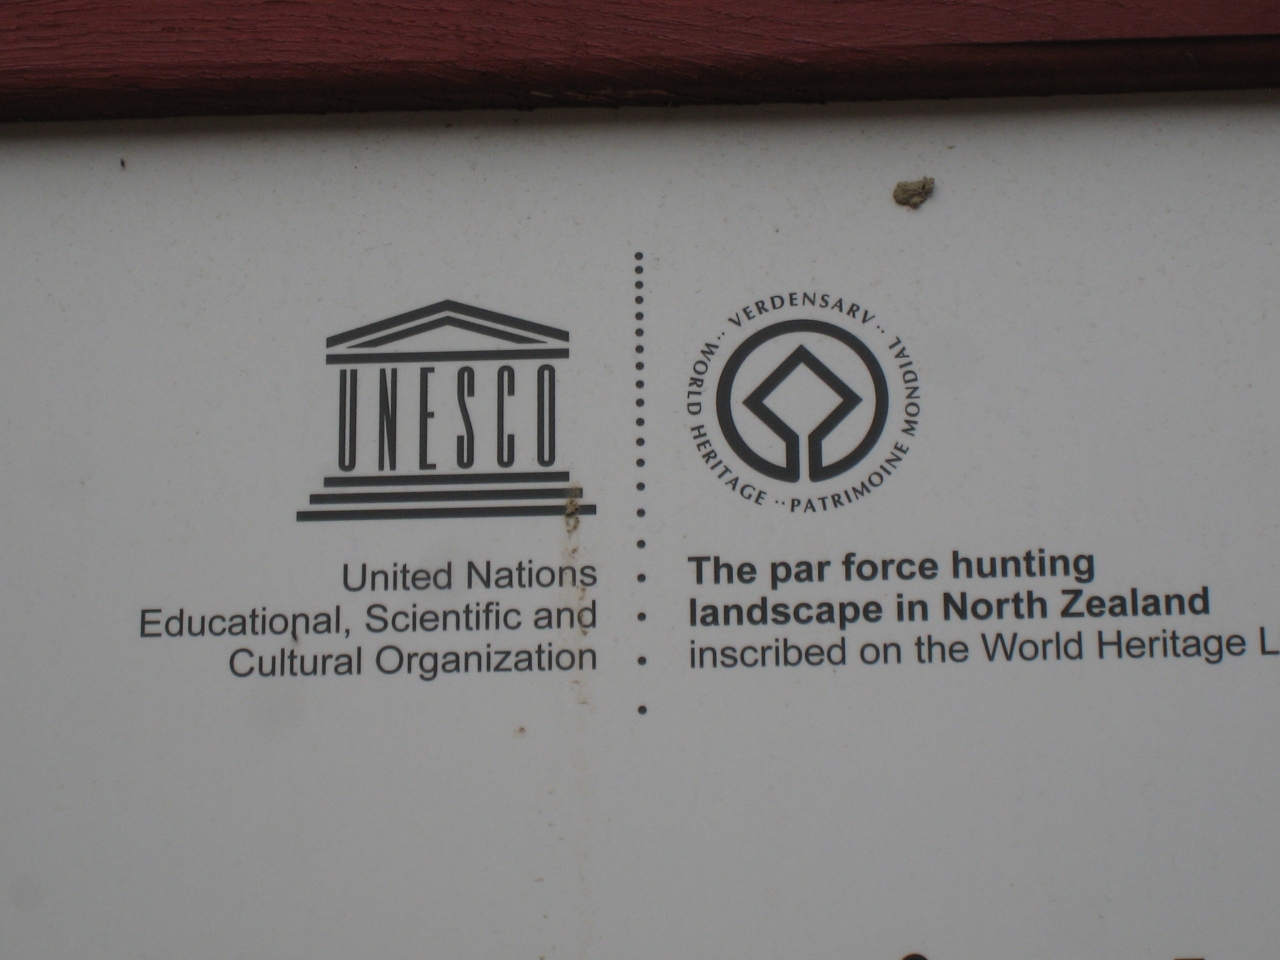 UNESCO
United Nations
Educational, Scientific and
Cultural Organization
VERDENSARV ·· WORLD HERITAGE ·· PATRIMOINE MONDIAL ··
The par force hunting
landscape in North Zealand
inscribed on the World Heritage L